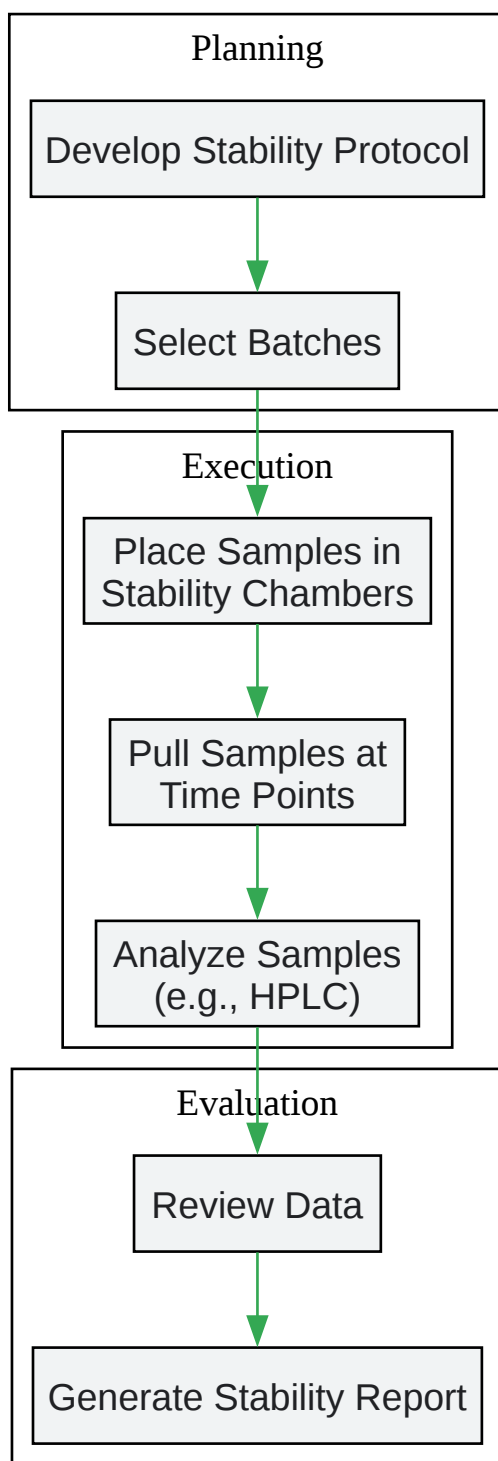 Planning
Develop Stability Protocol
Select Batches
Execution
Place Samples in
Stability Chambers
Pull Samples at
Time Points
Analyze Samples
(e.g., HPLC)
Evaluation
Review Data
Generate Stability Report